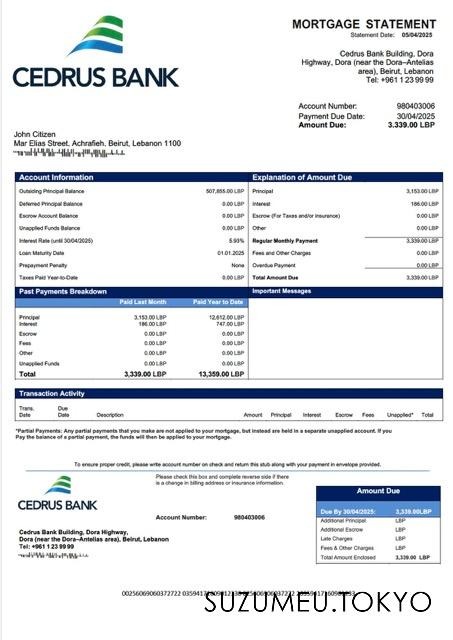 CEDRUS BANK
MORTGAGE STATEMENT
Statement Date: 05/04/2025
Cedrus Bank Building, Dora
Highway, Dora (near the Dora–Antelias
area), Beirut, Lebanon
Tel: +961 1 23 99 99
Account Number: 980403006
Payment Due Date: 30/04/2025
Amount Due: 3.339.00 LBP
John Citizen
Mar Elias Street, Achrafieh, Beirut, Lebanon 1100
Account Information
Outsiding Principal Balance 507,855.00 LBP
Deferred Principal Balance 0.00 LBP
Escrow Account Balance 0.00 LBP
Unapplied Funds Balance 0.00 LBP
Interest Rate (until 30/04/2025) 5.93%
Loan Maturity Date 01.01.2025
Prepayment Penalty None
Taxes Paid Year-to-Date 0.00 LBP
Explanation of Amount Due
Principal 3,153.00 LBP
Interest 186.00 LBP
Escrow (For Taxes and/or insurance) 0.00 LBP
Other 0.00 LBP
Regular Monthly Payment 3,339.00 LBP
Fees and Other Charges 0.00 LBP
Overdue Payment 0.00 LBP
Total Amount Due 3,339.00 LBP
Past Payments Breakdown
Paid Last Month Paid Year to Date
Principal 3,153.00 LBP 12,612.00 LBP
Interest 186.00 LBP 747.00 LBP
Escrow 0.00 LBP 0.00 LBP
Fees 0.00 LBP 0.00 LBP
Other 0.00 LBP 0.00 LBP
Unapplied Funds 0.00 LBP 0.00 LBP
Total 3,339.00 LBP 13,359.00 LBP
Important Messages
Transaction Activity
Trans. Date Due Date Description Amount Principal Interest Escrow Fees Unapplied* Total
*Partial Payments: Any partial payments that you make are not applied to your mortgage, but instead are held in a separate unapplied account. If you
Pay the balance of a partial payment, the funds will then be applied to your mortgage.
To ensure proper credit, please write account number on check and return this stub along with your payment in envelope provided.
CEDRUS BANK
Please check this box and complete reverse side if there
is a change in billing address or insurance information.
Account Number: 980403006
Cedrus Bank Building, Dora Highway,
Dora (near the Dora–Antelias area), Beirut, Lebanon
Tel: +961 1 23 99 99
Amount Due
Due By 30/04/2025: 3,339.00LBP
Additional Principal LBP
Additional Escrow LBP
Late Charges LBP
Fees & Other Charges LBP
Total Amount Enclosed 3,339.00 LBP
SUZUMEU.TOKYO